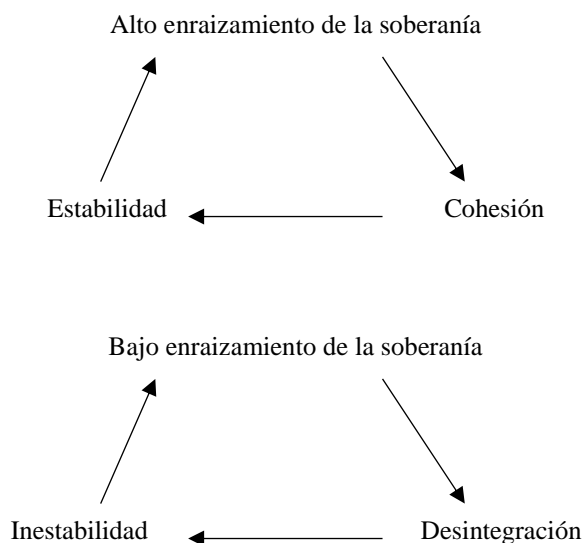 Alto enraizamiento de la soberanía
Estabilidad
Cohesión
Bajo enraizamiento de la soberanía
Inestabilidad
Desintegración